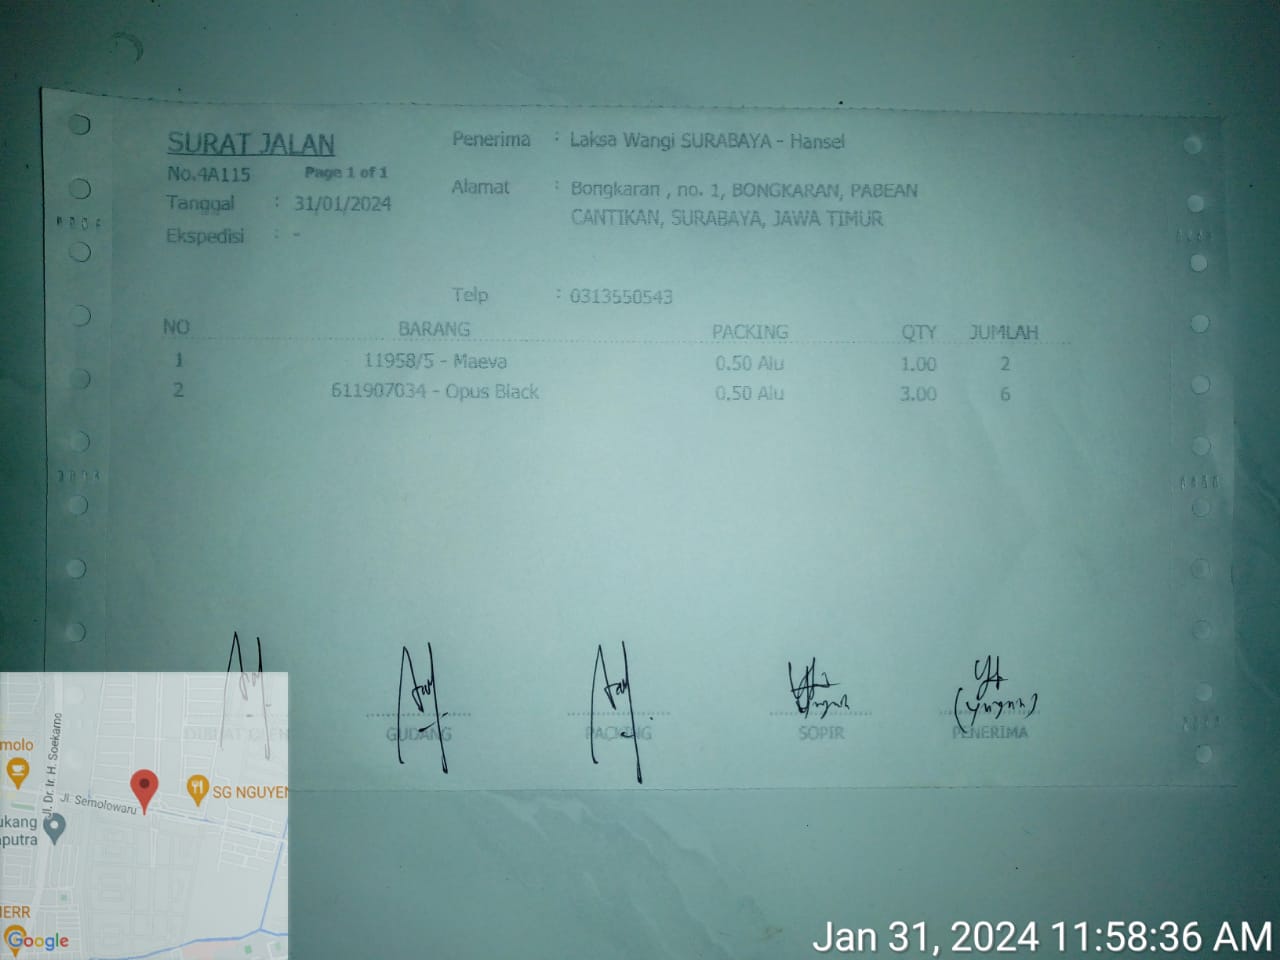 SURAT JALAN
No.4A115 Page 1 of 1
Tanggal : 31/01/2024
Ekspedisi : -
Penerima : Laksa Wangi SURABAYA - Hansel
Alamat : Bongkaran , no. 1, BONGKARAN, PABEAN
CANTIKAN, SURABAYA, JAWA TIMUR
Telp : 0313550543
NO BARANG PACKING QTY JUMLAH
1 11958/5 - Maeva 0.50 Alu 1.00 2
2 611907034 - Opus Black 0.50 Alu 3.00 6
GUDANG PACKING SOPIR PENERIMA
molo
Jl. Dr. Ir. H. Soekarno
Jl. Semolowaru
SG NGUYEN
ukang
aputra
IERR
Google
Jan 31, 2024 11:58:36 AM